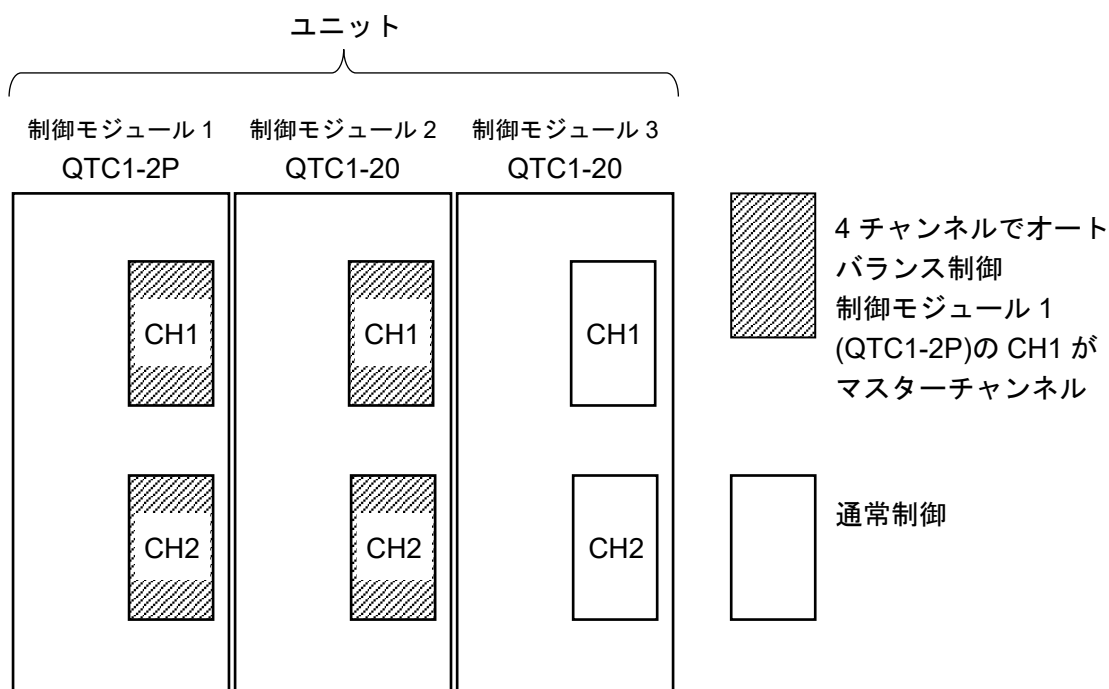 ユニット
制御モジュール 1
制御モジュール 2
制御モジュール 3
QTC1-2P
QTC1-20
QTC1-20
CH1
CH1
CH1
4 チャンネルでオート
バランス制御
制御モジュール 1
(QTC1-2P)の CH1 が
マスターチャンネル
CH2
CH2
CH2
通常制御